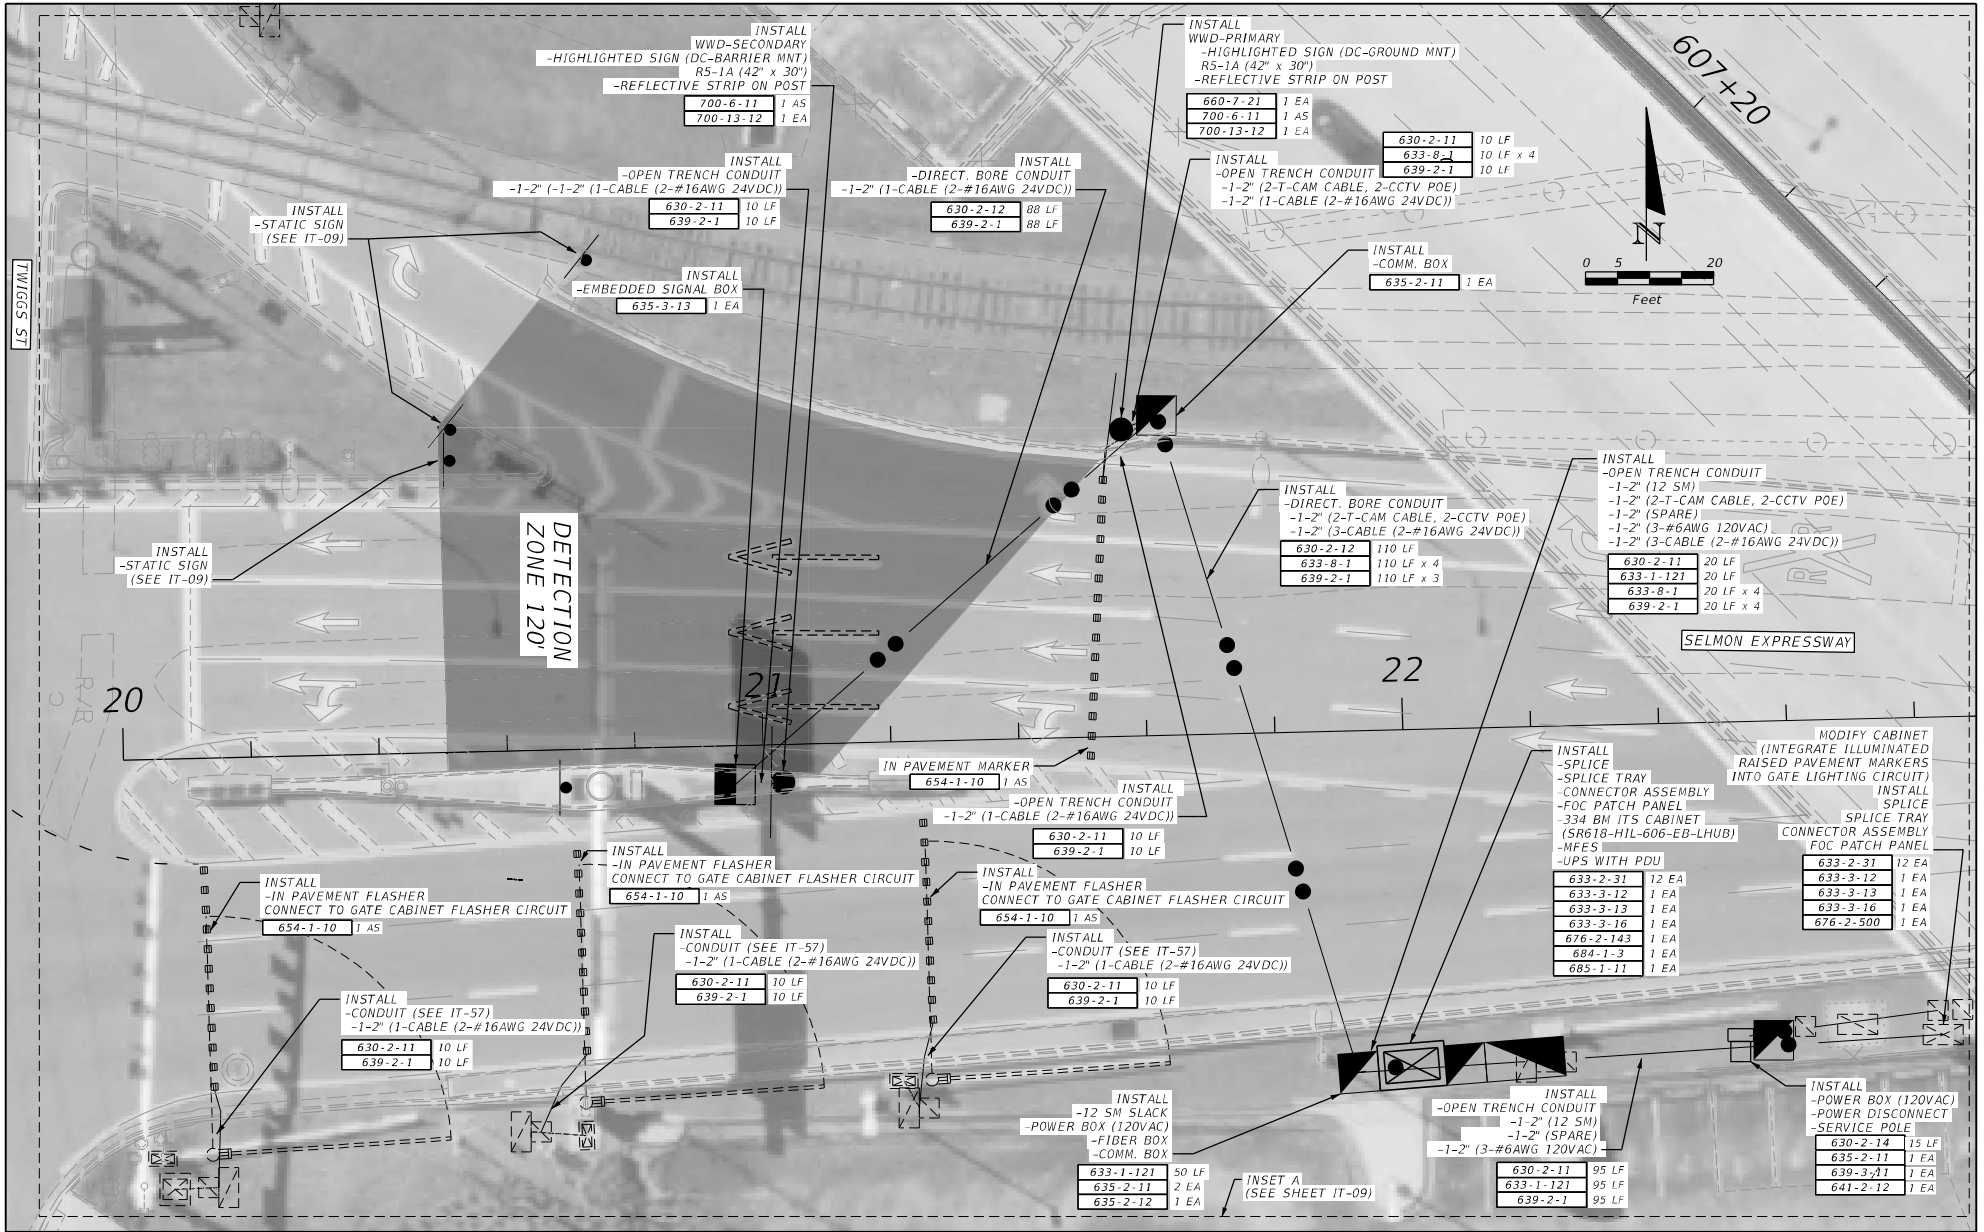 INSTALL
WWD-SECONDARY
-HIGHLIGHTED SIGN (DC-BARRIER MNT)
R5-1A (42" x 30")
-REFLECTIVE STRIP ON POST
700-6-11 1 AS
700-13-12 1 EA
INSTALL
WWD-PRIMARY
-HIGHLIGHTED SIGN (DC-GROUND MNT)
R5-1A (42" x 30")
-REFLECTIVE STRIP ON POST
660-7-21 1 EA
700-6-11 1 AS
700-13-12 1 EA
607+20
INSTALL
-OPEN TRENCH CONDUIT
-1-2" (-1-2" (1-CABLE (2-#16AWG 24VDC))
630-2-11 10 LF
639-2-1 10 LF
INSTALL
-DIRECT. BORE CONDUIT
-1-2" (1-CABLE (2-#16AWG 24VDC))
630-2-12 88 LF
639-2-1 88 LF
INSTALL
-OPEN TRENCH CONDUIT
-1-2" (2-T-CAM CABLE, 2-CCTV POE)
-1-2" (1-CABLE (2-#16AWG 24VDC))
630-2-11 10 LF
633-8-1 10 LF x 4
639-2-1 10 LF
INSTALL
-STATIC SIGN
(SEE IT-09)
INSTALL
-EMBEDDED SIGNAL BOX
635-3-13 1 EA
INSTALL
-COMM. BOX
635-2-11 1 EA
N
0 5 20
Feet
TWIGGS ST
INSTALL
-STATIC SIGN
(SEE IT-09)
DETECTION
ZONE 120'
INSTALL
-DIRECT. BORE CONDUIT
-1-2" (2-T-CAM CABLE, 2-CCTV POE)
-1-2" (3-CABLE (2-#16AWG 24VDC))
630-2-12 110 LF
633-8-1 110 LF x 4
639-2-1 110 LF x 3
INSTALL
-OPEN TRENCH CONDUIT
-1-2" (12 SM)
-1-2" (2-T-CAM CABLE, 2-CCTV POE)
-1-2" (SPARE)
-1-2" (3-#6AWG 120VAC)
-1-2" (3-CABLE (2-#16AWG 24VDC))
630-2-11 20 LF
633-1-121 20 LF
633-8-1 20 LF x 4
639-2-1 20 LF x 4
SELMON EXPRESSWAY
20
21
22
IN PAVEMENT MARKER
654-1-10 1 AS
INSTALL
-OPEN TRENCH CONDUIT
-1-2" (1-CABLE (2-#16AWG 24VDC))
630-2-11 10 LF
639-2-1 10 LF
INSTALL
-SPLICE
-SPLICE TRAY
-CONNECTOR ASSEMBLY
-FOC PATCH PANEL
-334 BM ITS CABINET
(SR618-HIL-606-EB-LHUB)
-MFES
-UPS WITH PDU
633-2-31 12 EA
633-3-12 1 EA
633-3-13 1 EA
633-3-16 1 EA
676-2-143 1 EA
684-1-3 1 EA
685-1-11 1 EA
MODIFY CABINET
(INTEGRATE ILLUMINATED
RAISED PAVEMENT MARKERS
INTO GATE LIGHTING CIRCUIT)
INSTALL
SPLICE
SPLICE TRAY
CONNECTOR ASSEMBLY
FOC PATCH PANEL
633-2-31 12 EA
633-3-12 1 EA
633-3-13 1 EA
633-3-16 1 EA
676-2-500 1 EA
INSTALL
-IN PAVEMENT FLASHER
CONNECT TO GATE CABINET FLASHER CIRCUIT
654-1-10 1 AS
INSTALL
-IN PAVEMENT FLASHER
CONNECT TO GATE CABINET FLASHER CIRCUIT
654-1-10 1 AS
INSTALL
-IN PAVEMENT FLASHER
CONNECT TO GATE CABINET FLASHER CIRCUIT
654-1-10 1 AS
INSTALL
-CONDUIT (SEE IT-57)
-1-2" (1-CABLE (2-#16AWG 24VDC))
630-2-11 10 LF
639-2-1 10 LF
INSTALL
-CONDUIT (SEE IT-57)
-1-2" (1-CABLE (2-#16AWG 24VDC))
630-2-11 10 LF
639-2-1 10 LF
INSTALL
-CONDUIT (SEE IT-57)
-1-2" (1-CABLE (2-#16AWG 24VDC))
630-2-11 10 LF
639-2-1 10 LF
INSTALL
-12 SM SLACK
-POWER BOX (120VAC)
-FIBER BOX
-COMM. BOX
633-1-121 50 LF
635-2-11 2 EA
635-2-12 1 EA
INSET A
(SEE SHEET IT-09)
INSTALL
-OPEN TRENCH CONDUIT
-1-2" (12 SM)
-1-2" (SPARE)
-1-2" (3-#6AWG 120VAC)
630-2-11 95 LF
633-1-121 95 LF
639-2-1 95 LF
INSTALL
-POWER BOX (120VAC)
-POWER DISCONNECT
-SERVICE POLE
630-2-14 15 LF
635-2-11 1 EA
639-3-11 1 EA
641-2-12 1 EA